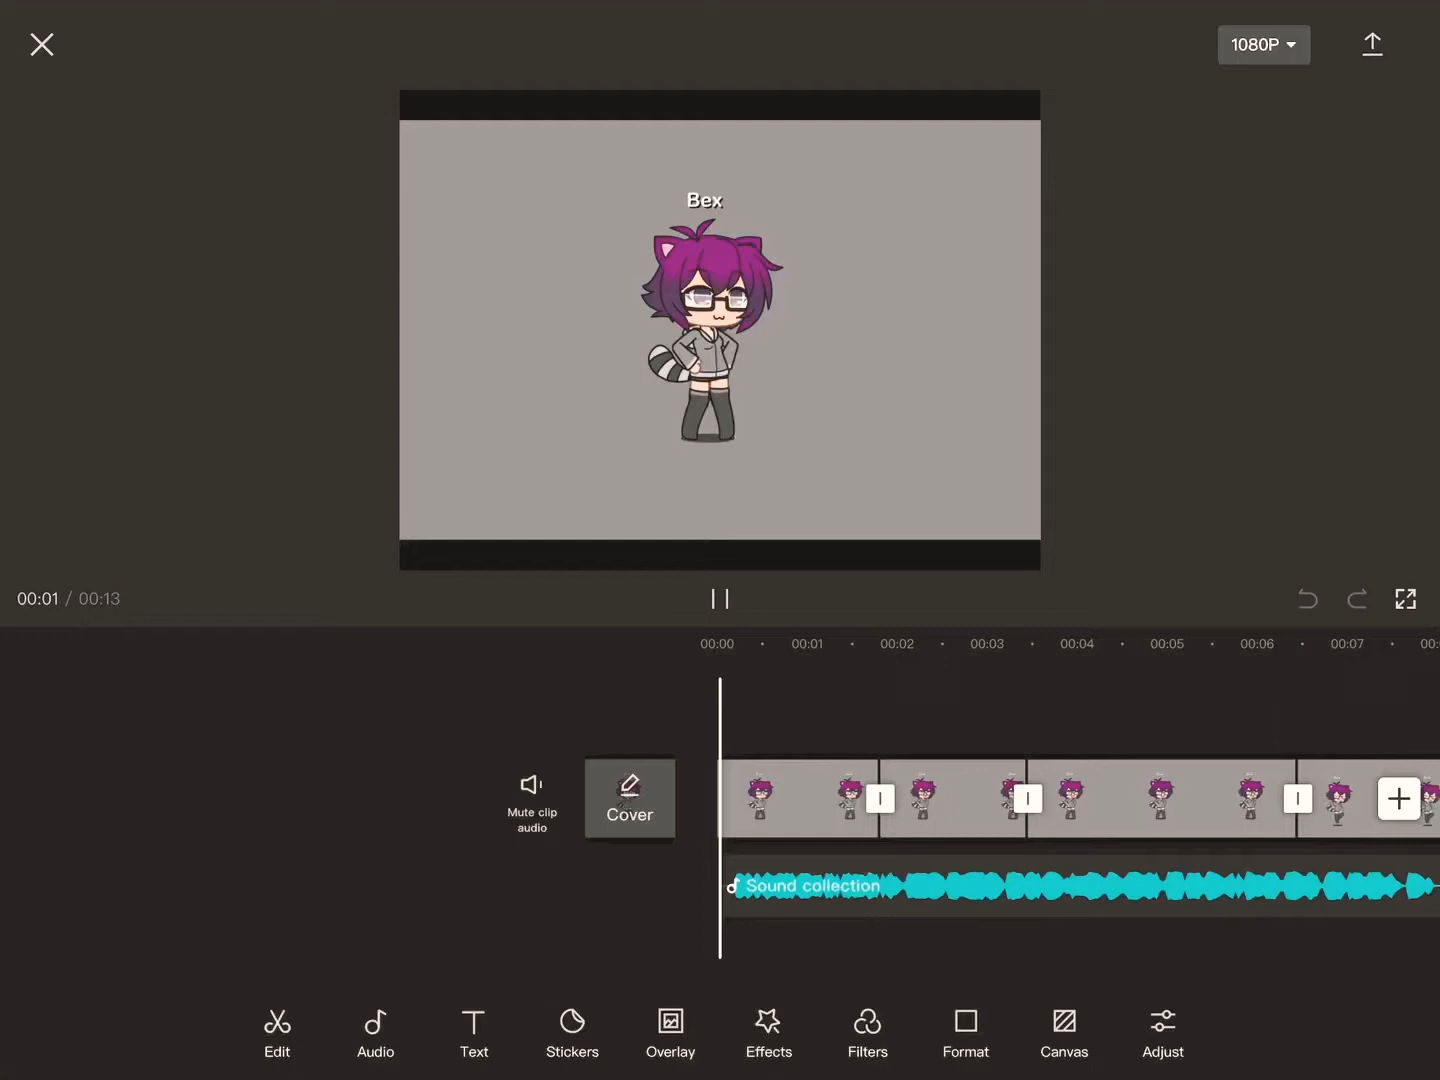 1080P
Bex
00:01 / 00:13
00:00 00:01 00:02 00:03 00:04 00:05 00:06 00:07
Mute clip
audio
Cover
Sound collection
Edit Audio Text Stickers Overlay Effects Filters Format Canvas Adjust